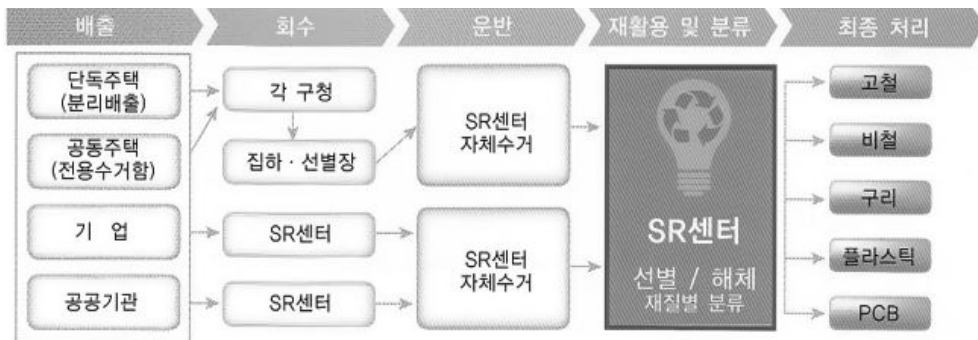 배출
회수
운반
재활용 및 분류
최종 처리
단독주택
(분리배출)
공동주택
(전용수거함)
기 업
공공기관
각 구청
집하 · 선별장
SR센터
SR센터
SR센터
자체수거
SR센터
자체수거
SR센터
선별 / 해체
재질별 분류
고철
비철
구리
플라스틱
PCB